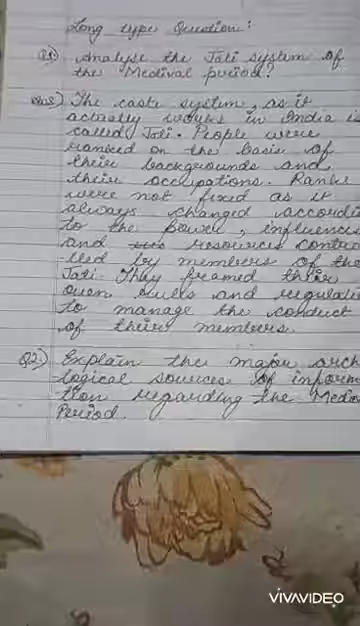 Long type Question:
Q1) Analyse the Jati system of
the Medival period?
Ans) The caste system, as it
actually works in India is
called Jati. People were
ranked on the basis of
their backgrounds and
their occupations. Ranks
were not fixed as it
always changed accordi
to the power, influences
and resources contro
lled by members of the
Jati. They framed their
own rules and regulati
to manage the conduct
of their members.
Q2) Explain the major arch
logical sources of inform
tion regarding the Medie
Period.
VIVAVIDEO